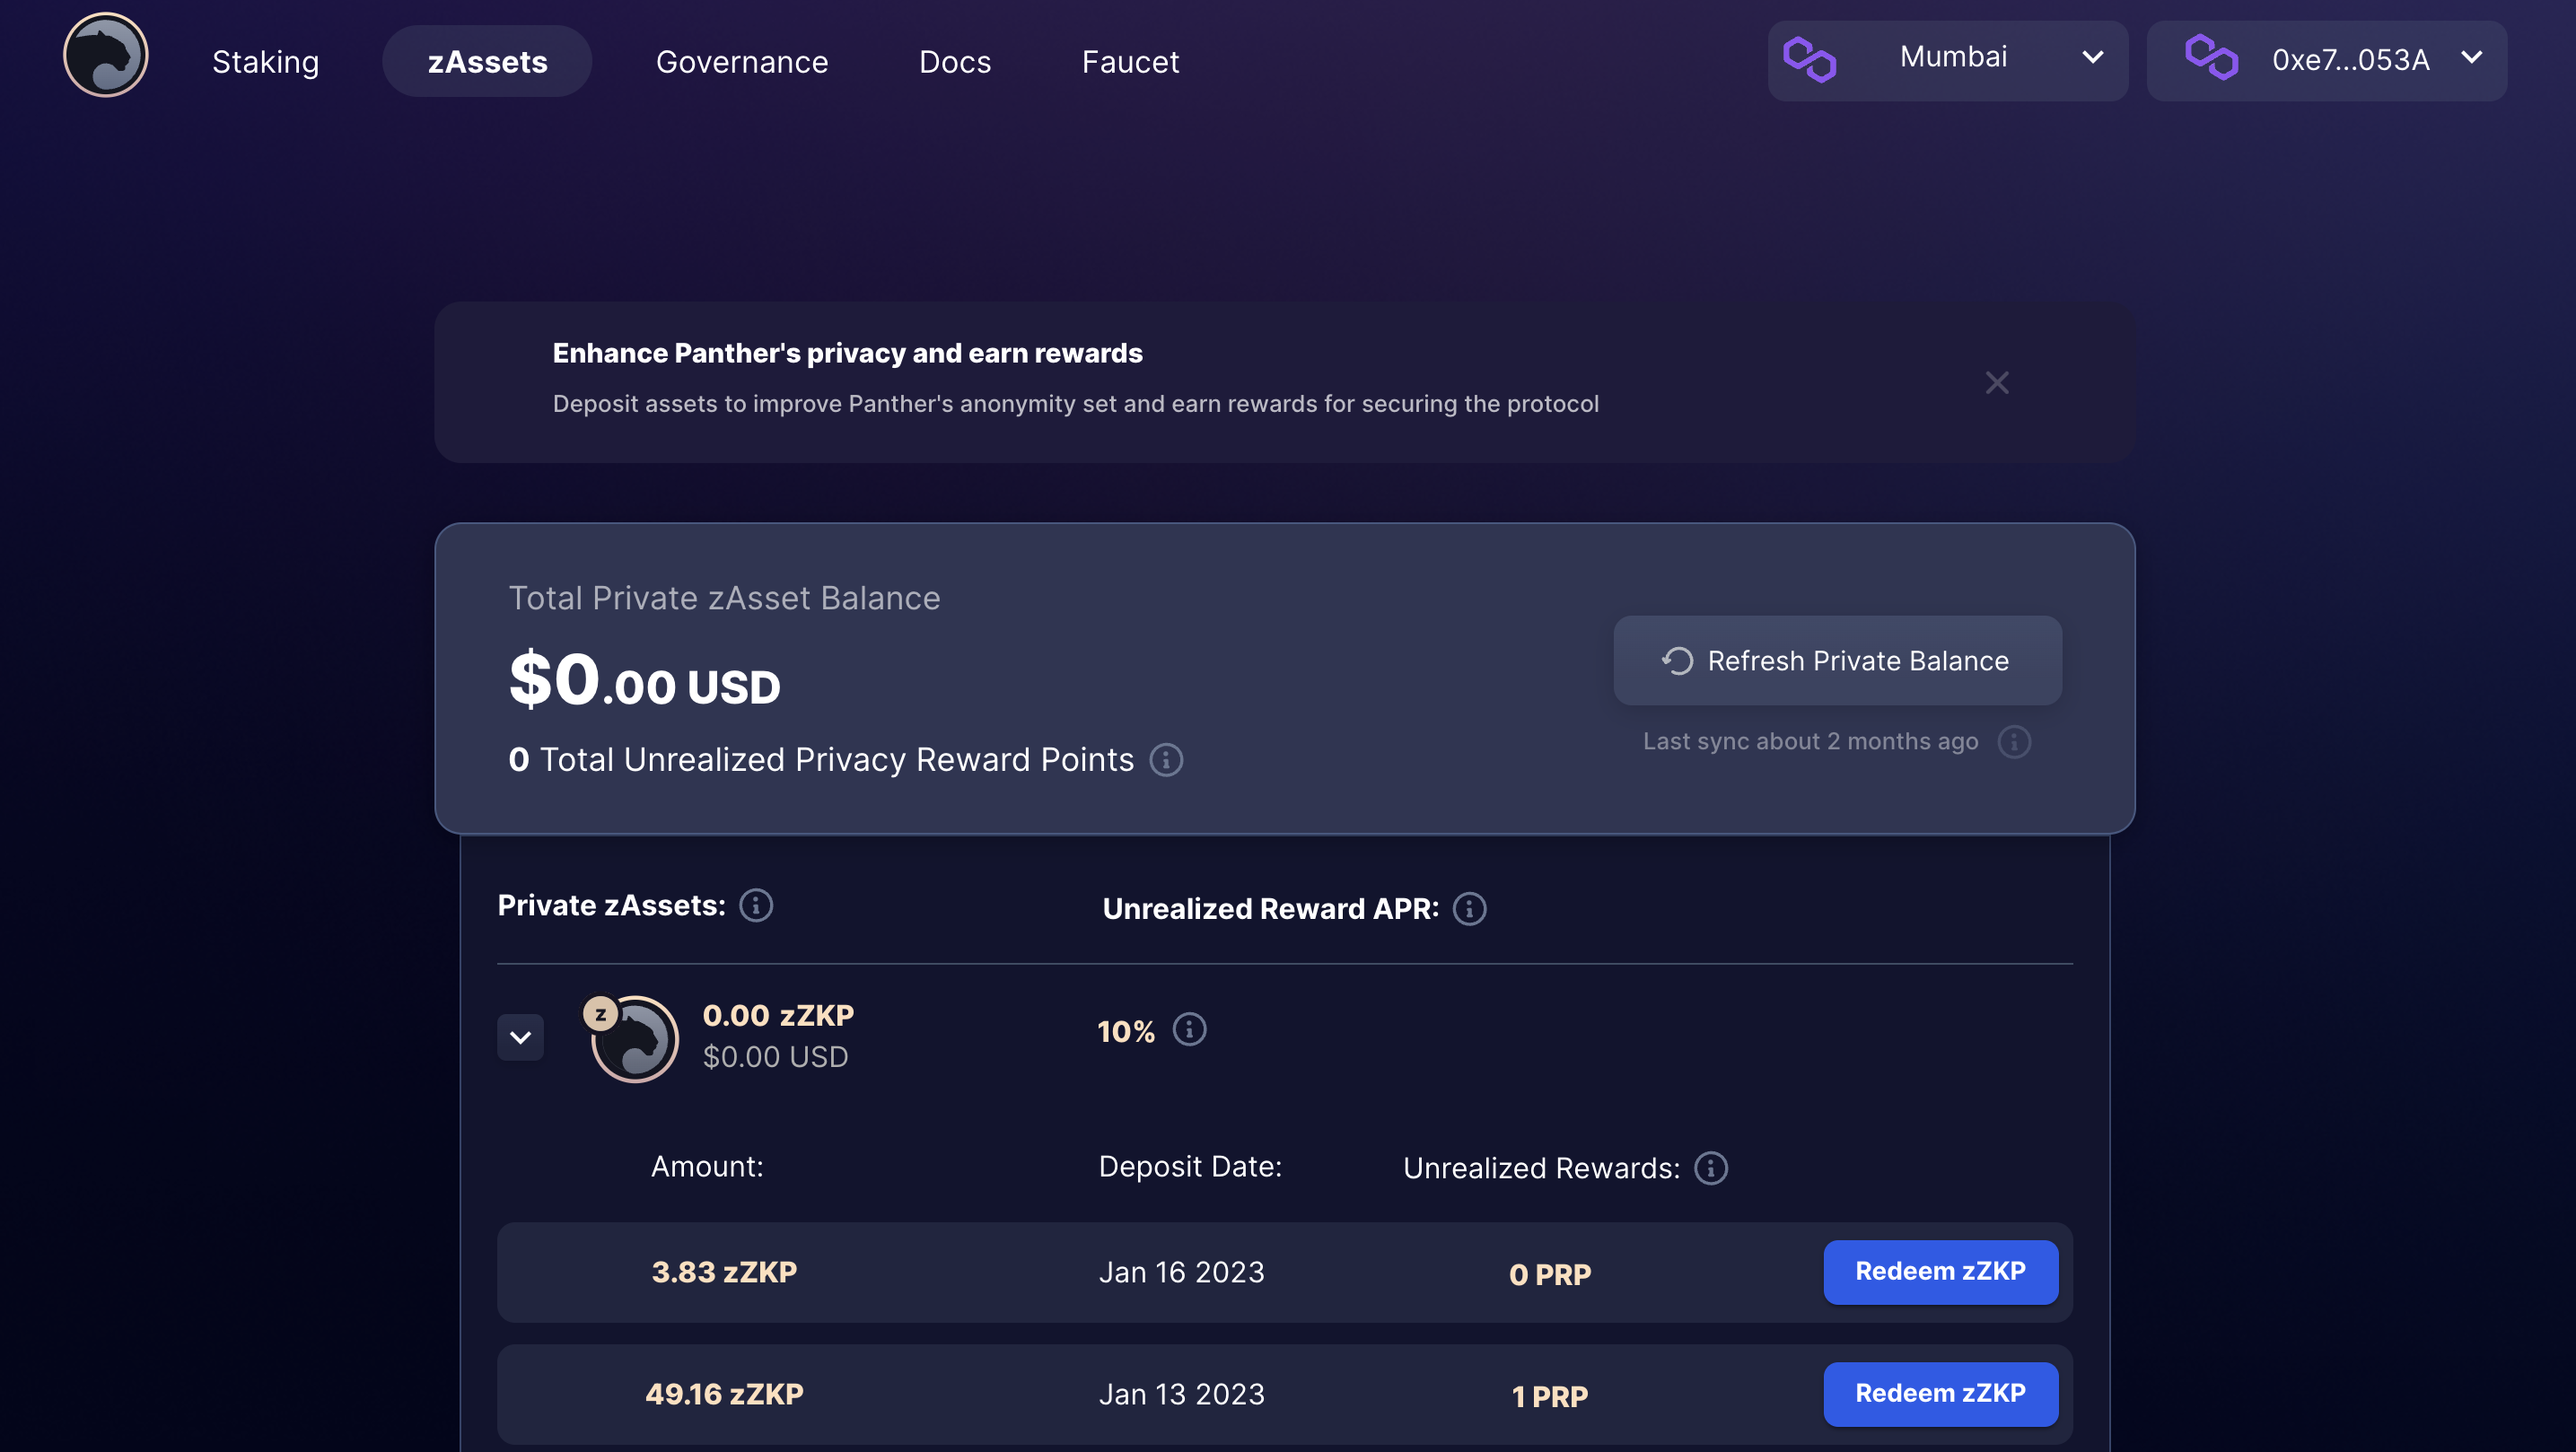 Staking zAssets Governance Docs Faucet Mumbai 0xe7...053A
Enhance Panther's privacy and earn rewards
Deposit assets to improve Panther's anonymity set and earn rewards for securing the protocol
Total Private zAsset Balance
$0.00 USD
Refresh Private Balance
Last sync about 2 months ago
0 Total Unrealized Privacy Reward Points
Private zAssets: Unrealized Reward APR:
z
0.00 zZKP
$0.00 USD
10%
Amount: Deposit Date: Unrealized Rewards:
3.83 zZKP Jan 16 2023 0 PRP Redeem zZKP
49.16 zZKP Jan 13 2023 1 PRP Redeem zZKP